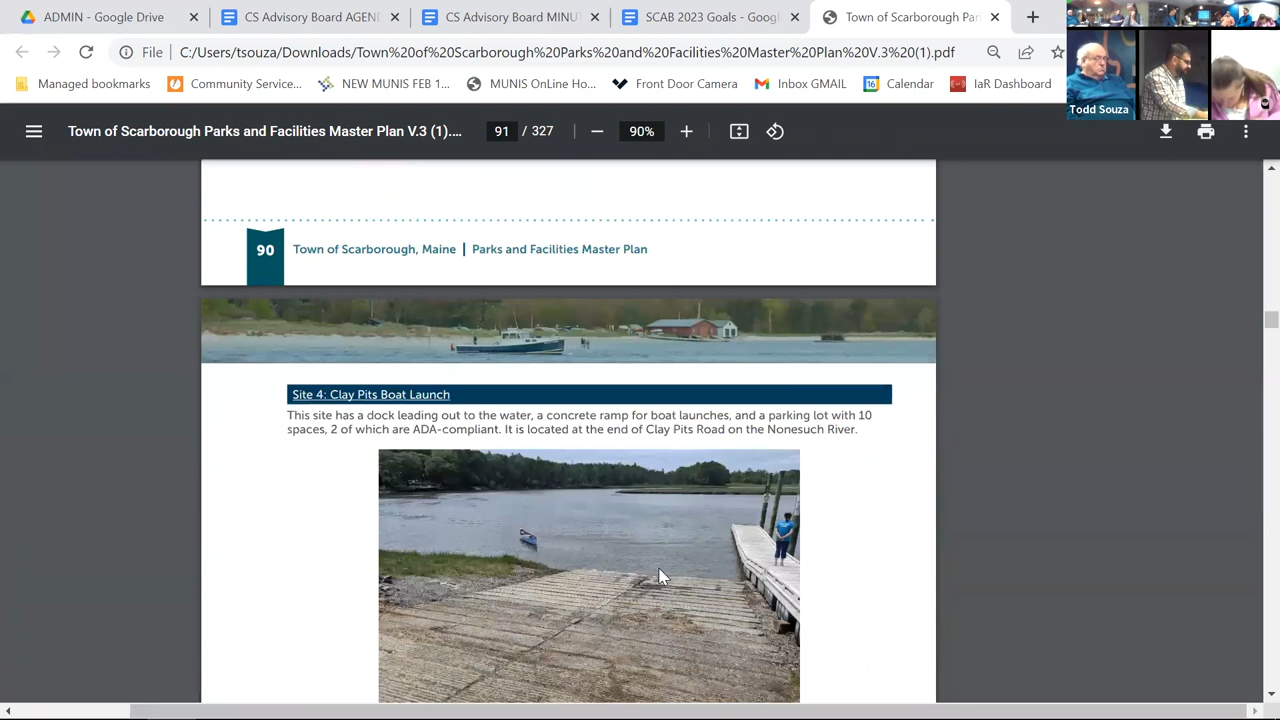 ADMIN - Google Drive
CS Advisory Board AGEN
CS Advisory Board MINUT
SCAB 2023 Goals - Goog
Town of Scarborough Par
File
C:/Users/tsouza/Downloads/Town%20of%20Scarborough%20Parks%20and%20Facilities%20Master%20Plan%20V.3%20(1).pdf
Managed bookmarks
Community Service...
NEW MUNIS FEB 1...
MUNIS OnLine Ho...
Front Door Camera
Inbox GMAIL
16
Calendar
IaR Dashboard
Todd Souza
Town of Scarborough Parks and Facilities Master Plan V.3 (1)....
91 / 327
90%
90
Town of Scarborough, Maine | Parks and Facilities Master Plan
Site 4: Clay Pits Boat Launch
This site has a dock leading out to the water, a concrete ramp for boat launches, and a parking lot with 10
spaces, 2 of which are ADA-compliant. It is located at the end of Clay Pits Road on the Nonesuch River.